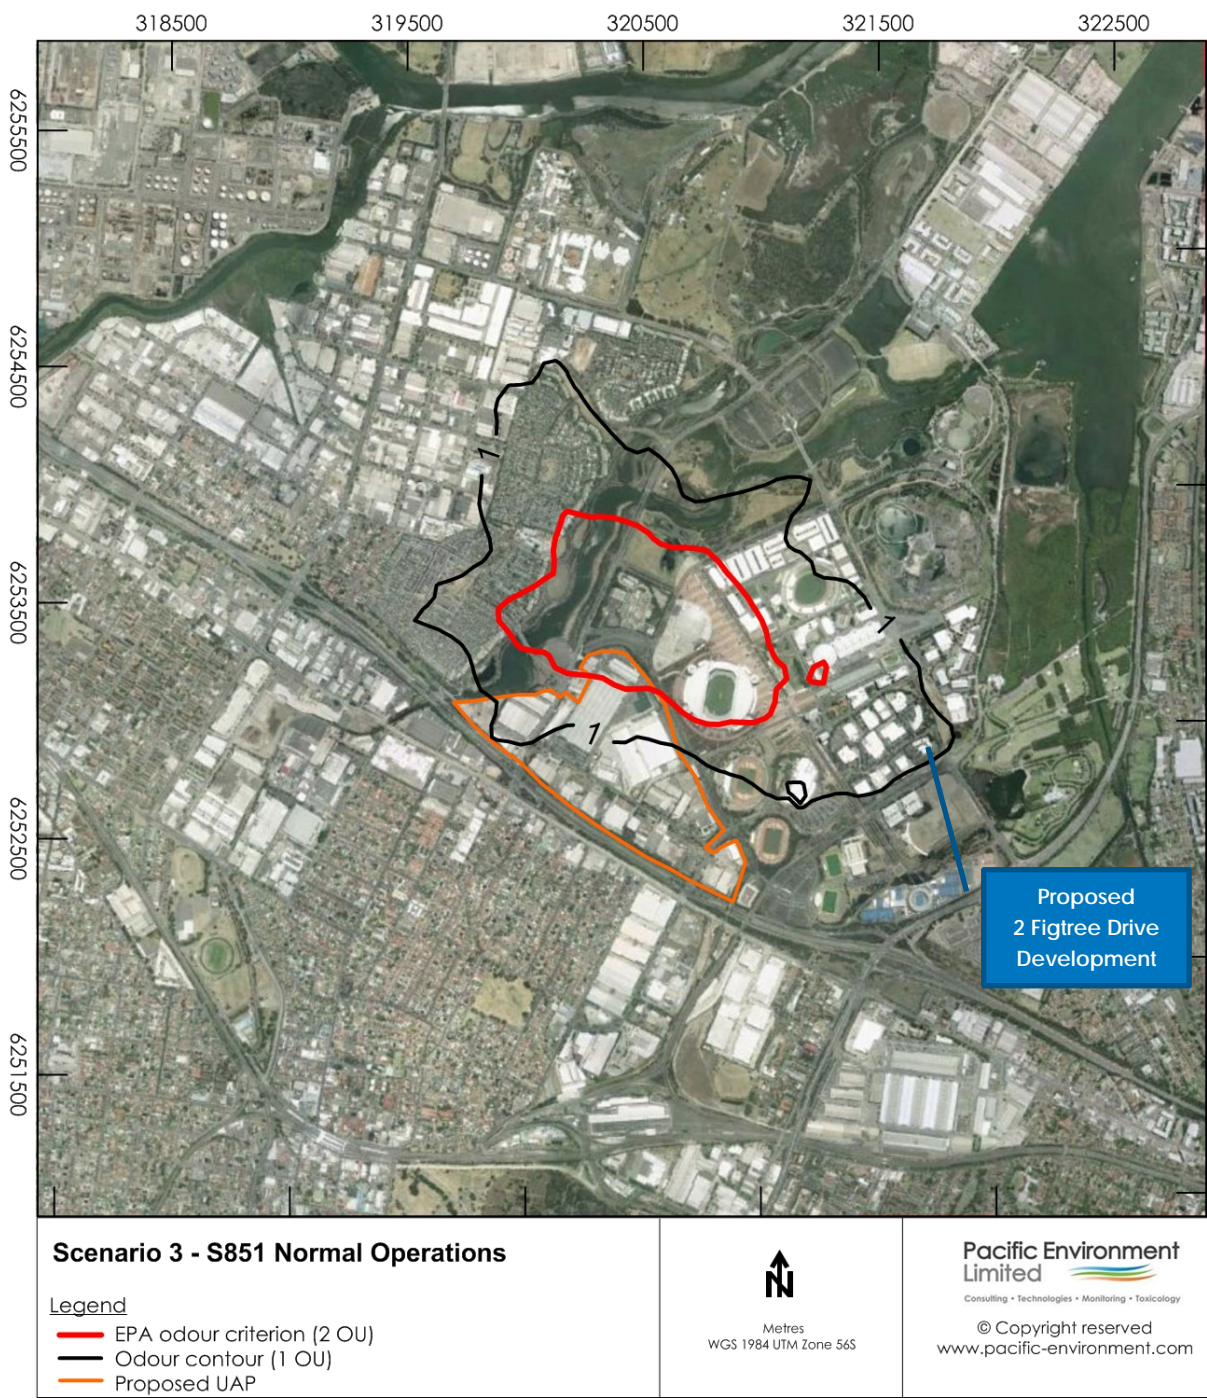 318500 319500 320500 321500 322500
6255500
6254500
6253500
6252500
6251500
1
1
1
Proposed
2 Figtree Drive
Development
Scenario 3 - S851 Normal Operations
Legend
EPA odour criterion (2 OU)
Odour contour (1 OU)
Proposed UAP
N
Metres
WGS 1984 UTM Zone 56S
Pacific Environment
Limited
Consulting • Technologies • Monitoring • Toxicology
© Copyright reserved
www.pacific-environment.com